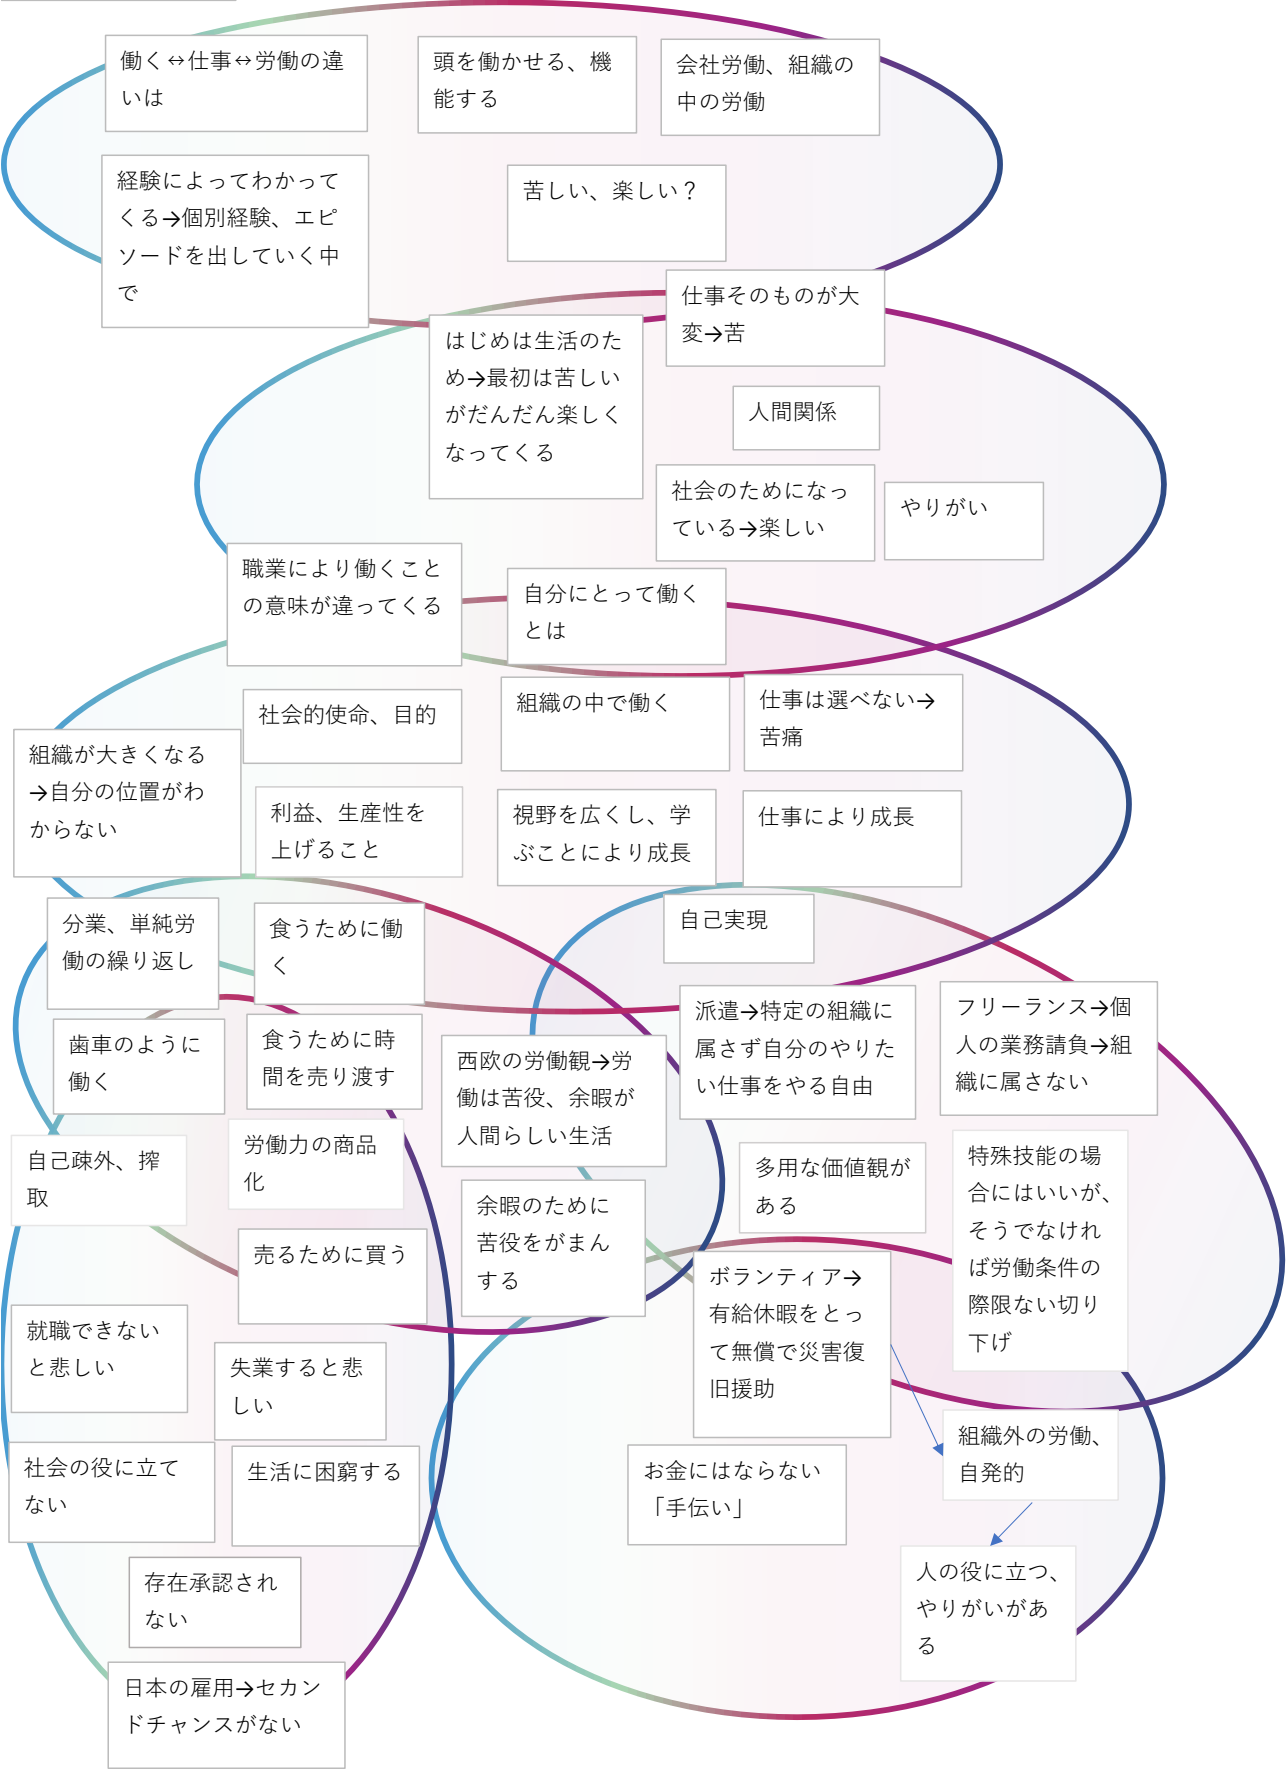 働く↔仕事↔労働の違
いは
頭を働かせる、機
能する
会社労働、組織の
中の労働
経験によってわかって
くる→個別経験、エピ
ソードを出していく中
で
苦しい、楽しい？
仕事そのものが大
変→苦
はじめは生活のた
め→最初は苦しい
がだんだん楽しく
なってくる
人間関係
社会のためになっ
ている→楽しい
やりがい
職業により働くこと
の意味が違ってくる
自分にとって働く
とは
社会的使命、目的
組織の中で働く
仕事は選べない→
苦痛
組織が大きくなる
→自分の位置がわ
からない
利益、生産性を
上げること
視野を広くし、学
ぶことにより成長
仕事により成長
分業、単純労
働の繰り返し
食うために働
く
自己実現
歯車のように
働く
食うために時
間を売り渡す
西欧の労働観→労
働は苦役、余暇が
人間らしい生活
派遣→特定の組織に
属さず自分のやりた
い仕事をやる自由
フリーランス→個
人の業務請負→組
織に属さない
自己疎外、搾
取
労働力の商品
化
余暇のために
苦役をがまん
する
多用な価値観が
ある
特殊技能の場
合にはいいが、
そうでなけれ
ば労働条件の
際限ない切り
下げ
売るために買う
ボランティア→
有給休暇をとっ
て無償で災害復
旧援助
就職できない
と悲しい
失業すると悲
しい
組織外の労働、
自発的
社会の役に立て
ない
生活に困窮する
お金にはならない
「手伝い」
存在承認され
ない
人の役に立つ、
やりがいがあ
る
日本の雇用→セカン
ドチャンスがない